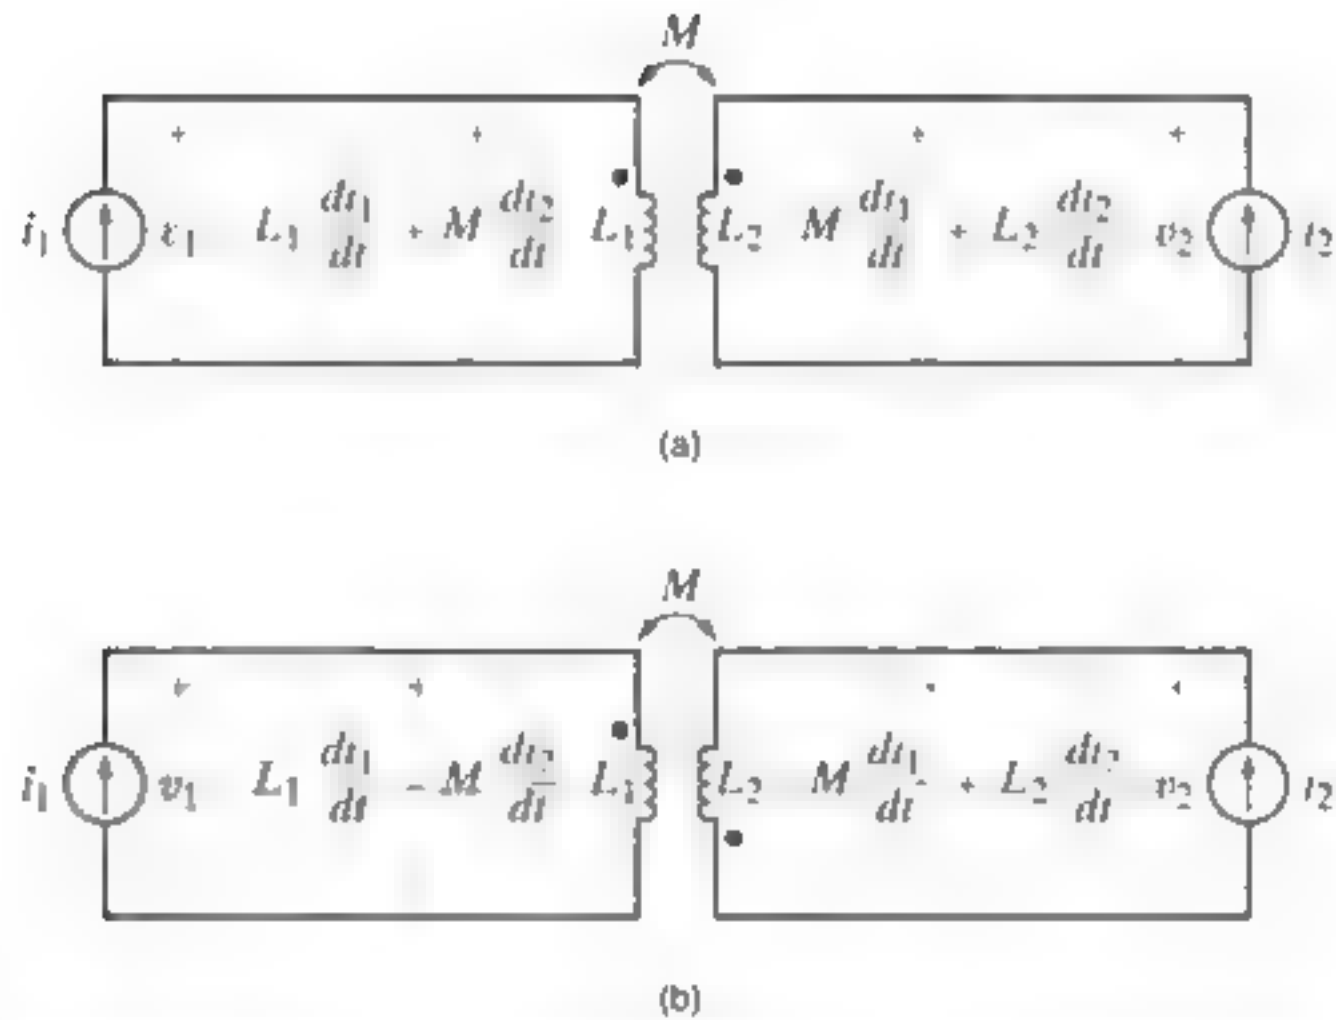 M
+ + + +
i₁ v₁ L₁ di₁/dt + M di₂/dt L₁ L₂ M di₁/dt + L₂ di₂/dt v₂ i₂
(a)
M
i₁ v₁ L₁ di₁/dt − M di₂/dt L₁ L₂ M di₁/dt + L₂ di₂/dt v₂ i₂
(b)